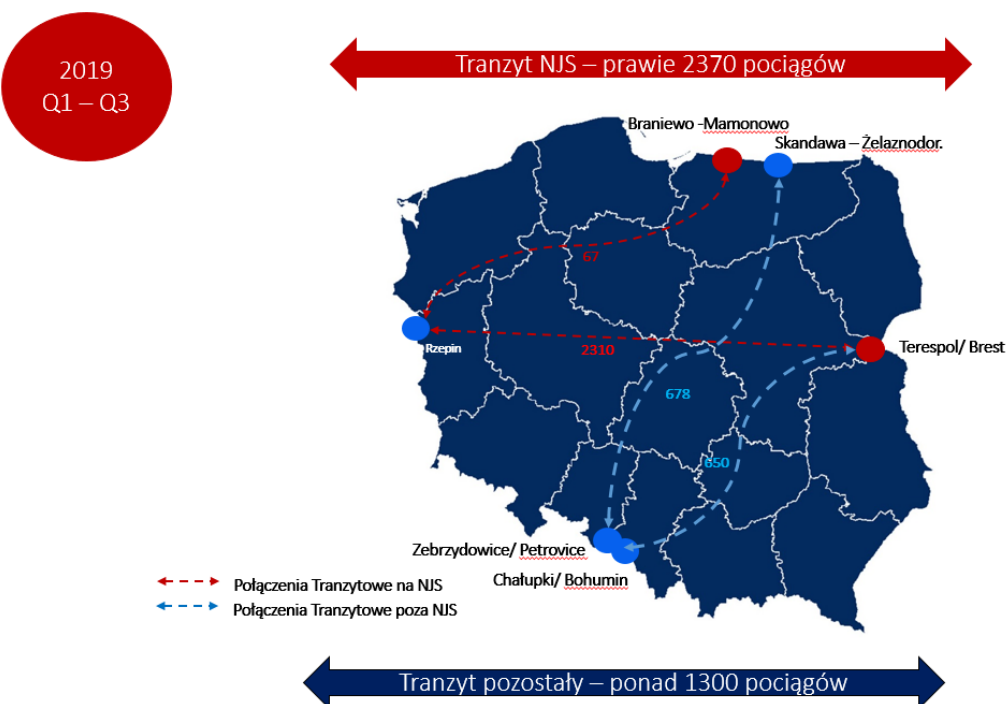 2019
Q1 – Q3
Tranzyt NJS – prawie 2370 pociągów
Braniewo -Mamonowo
Skandawa – Żelaznodor.
67
Rzepin
2310
Terespol/ Brest
678
650
Zebrzydowice/ Petrovice
Chałupki/ Bohumin
Połączenia Tranzytowe na NJS
Połączenia Tranzytowe poza NJS
Tranzyt pozostały – ponad 1300 pociągów